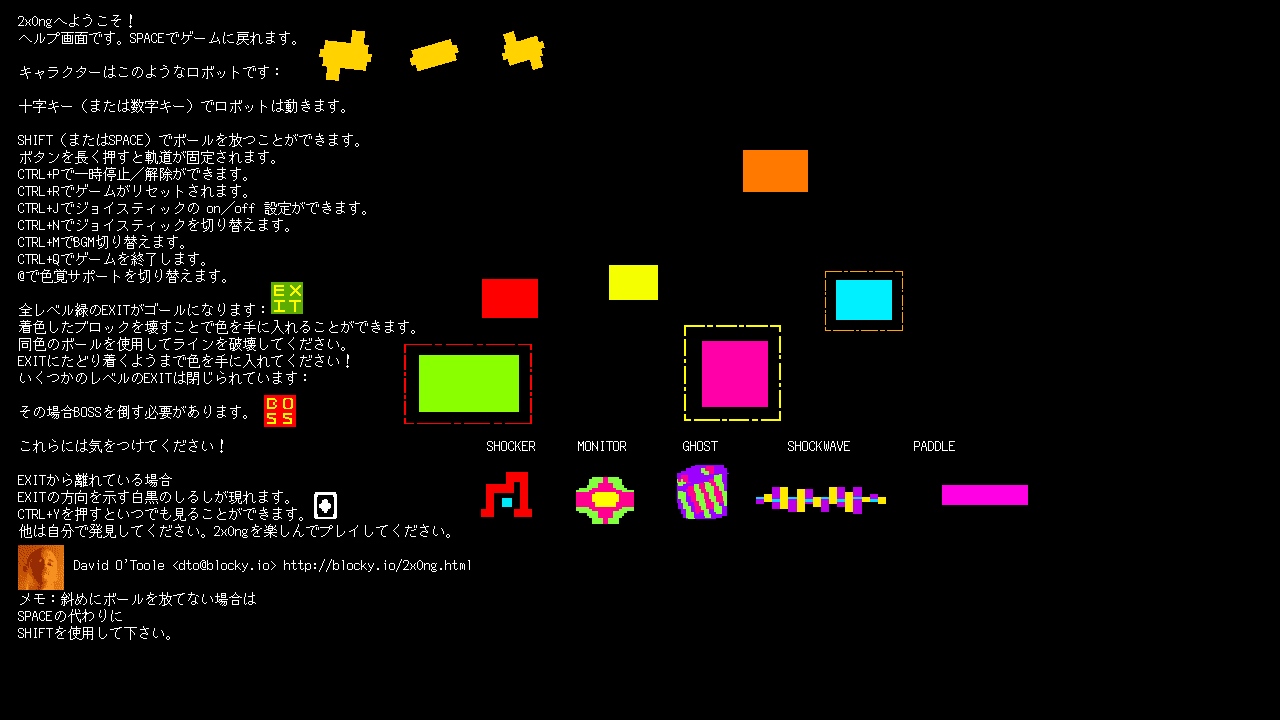 2x0ngへようこそ！
ヘルプ画面です。SPACEでゲームに戻れます。
キャラクターはこのようなロボットです：
十字キー（または数字キー）でロボットは動きます。
SHIFT（またはSPACE）でボールを放つことができます。
ボタンを長く押すと軌道が固定されます。
CTRL+Pで一時停止／解除ができます。
CTRL+Rでゲームがリセットされます。
CTRL+Jでジョイスティックの on／off 設定ができます。
CTRL+Nでジョイスティックを切り替えます。
CTRL+MでBGM切り替えます。
CTRL+Qでゲームを終了します。
@で色覚サポートを切り替えます。
全レベル緑のEXITがゴールになります：
EXIT
着色したブロックを壊すことで色を手に入れることができます。
同色のボールを使用してラインを破壊してください。
EXITにたどり着くようまで色を手に入れてください！
いくつかのレベルのEXITは閉じられています：
その場合BOSSを倒す必要があります。
BOSS
これらには気をつけてください！
SHOCKER MONITOR GHOST SHOCKWAVE PADDLE
EXITから離れている場合
EXITの方向を示す白黒のしるしが現れます。
CTRL+Yを押すといつでも見ることができます。
他は自分で発見してください。2x0ngを楽しんでプレイしてください。
David O'Toole <dto@blocky.io> http://blocky.io/2x0ng.html
メモ：斜めにボールを放てない場合は
SPACEの代わりに
SHIFTを使用して下さい。